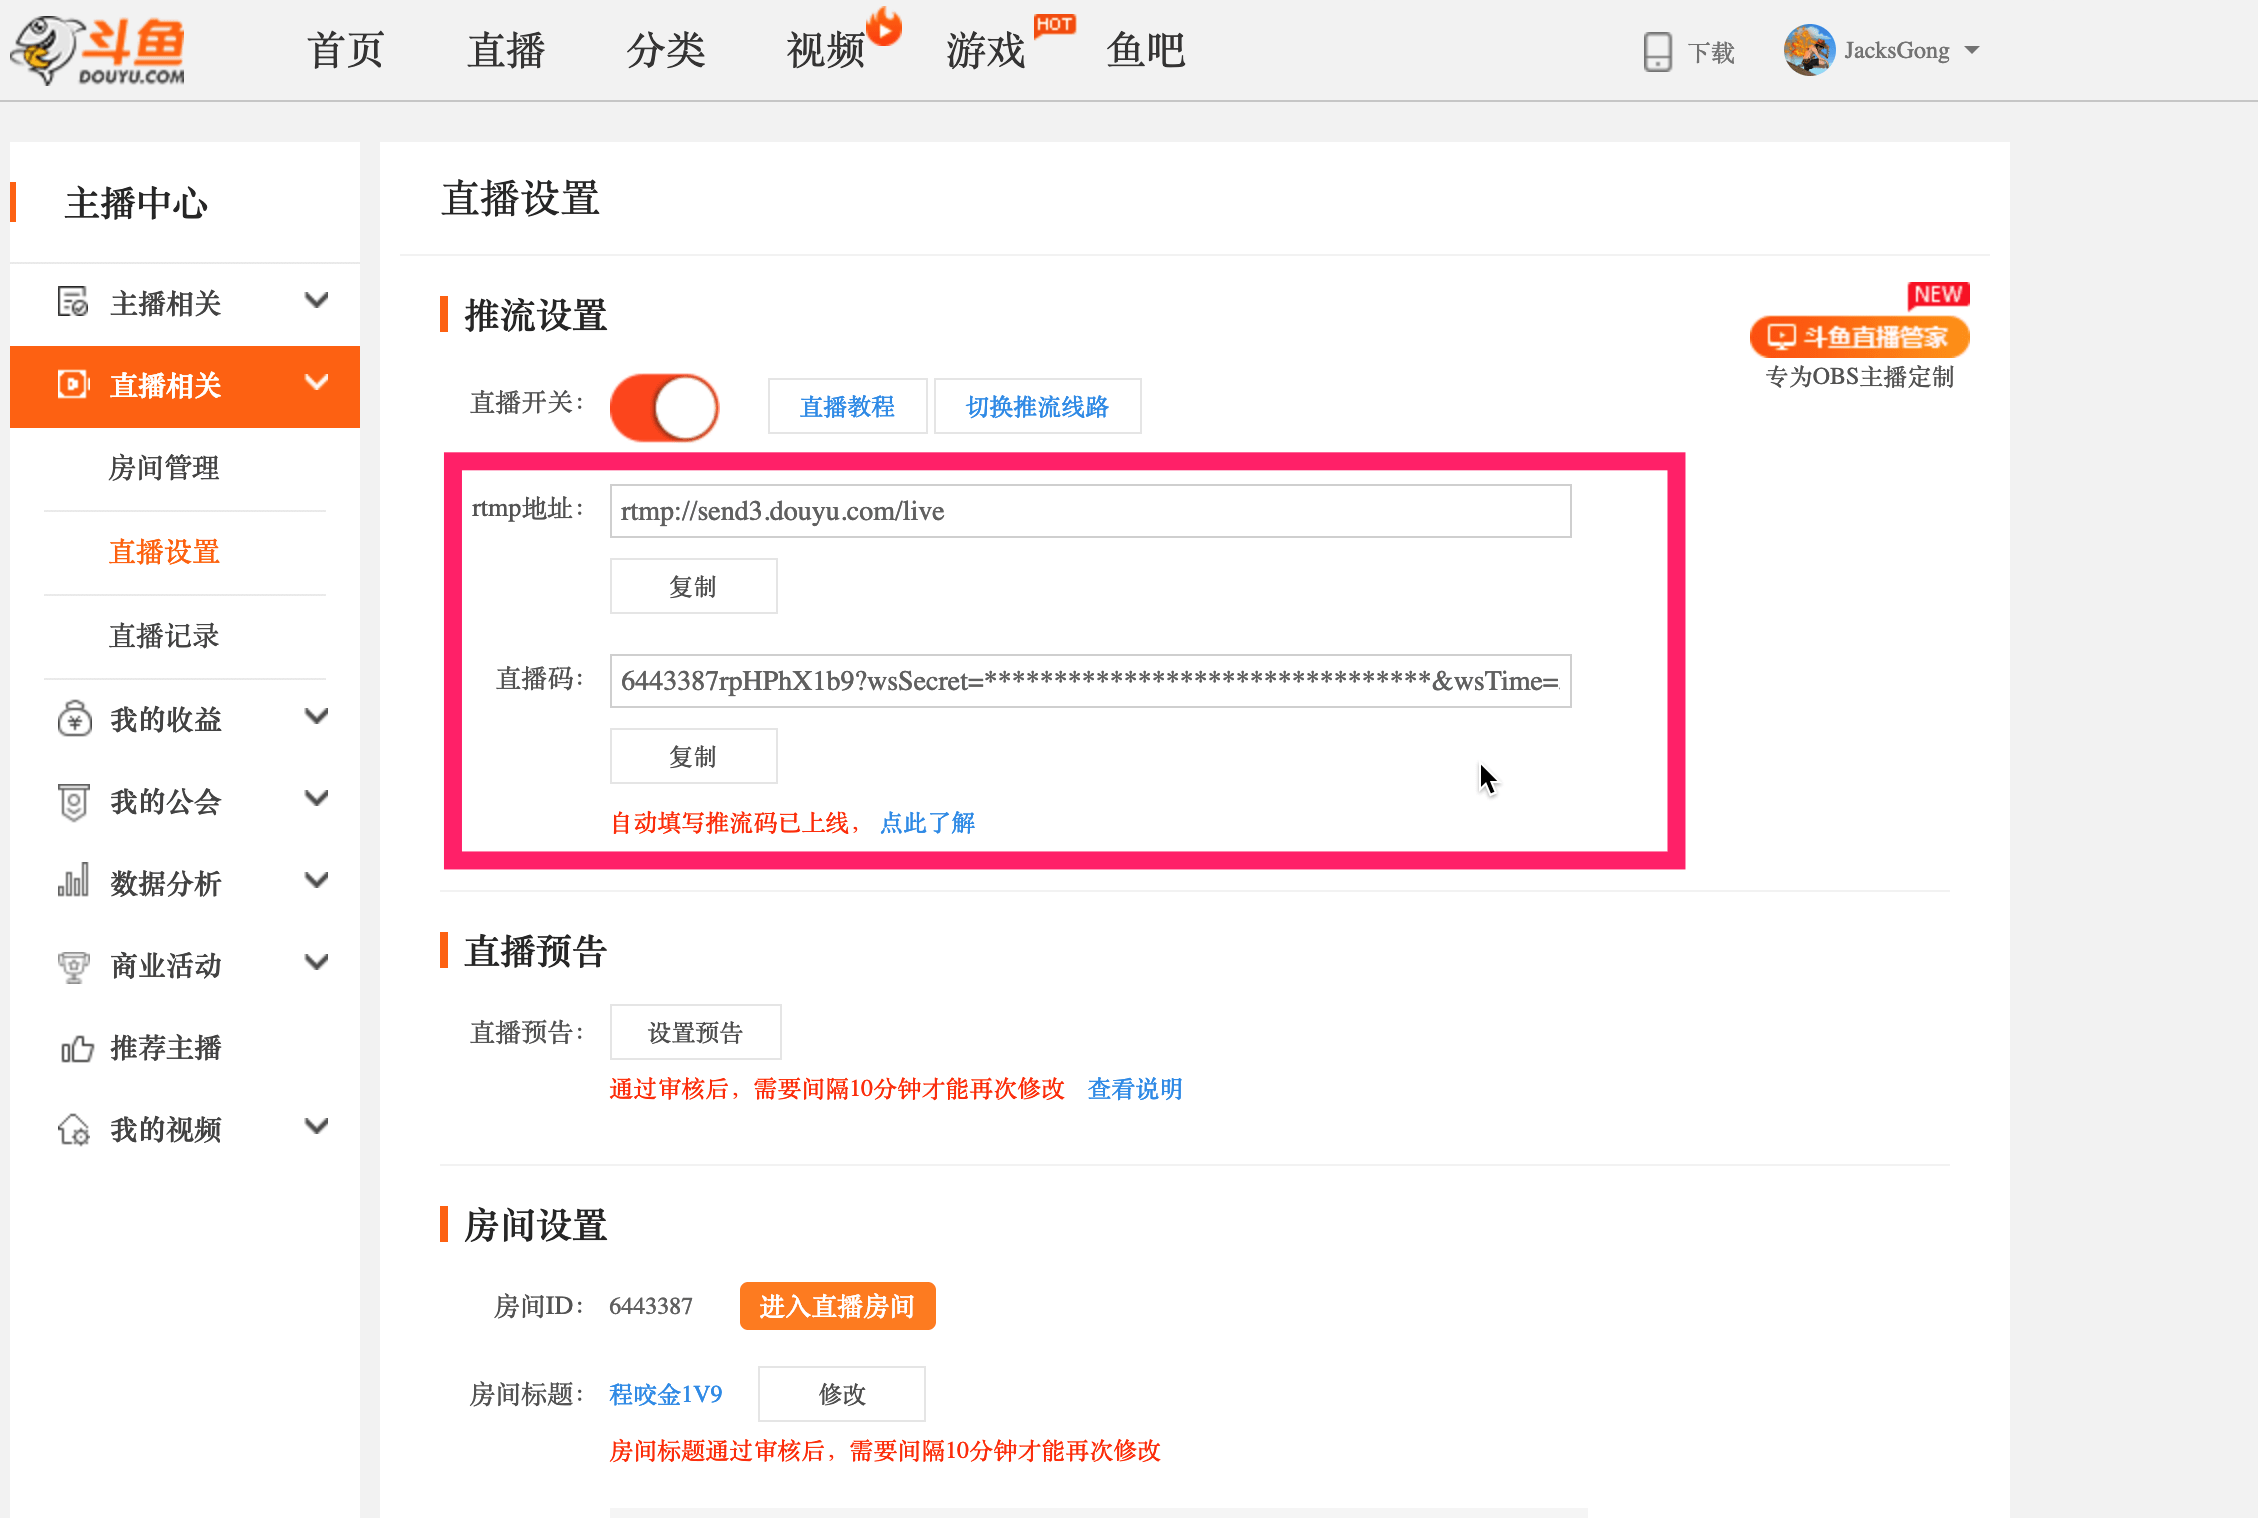 斗鱼
DOUYU.COM
首页
直播
分类
视频
游戏
HOT
鱼吧
下载
JacksGong
主播中心
主播相关
直播相关
房间管理
直播设置
直播记录
我的收益
我的公会
数据分析
商业活动
推荐主播
我的视频
直播设置
推流设置
NEW
斗鱼直播管家
专为OBS主播定制
直播开关：
直播教程
切换推流线路
rtmp地址：
rtmp://send3.douyu.com/live
复制
直播码：
6443387rpHPhX1b9?wsSecret=********************************&wsTime=
复制
自动填写推流码已上线， 点此了解
直播预告
直播预告：
设置预告
通过审核后，需要间隔10分钟才能再次修改 查看说明
房间设置
房间ID： 6443387
进入直播房间
房间标题： 程咬金1V9
修改
房间标题通过审核后，需要间隔10分钟才能再次修改